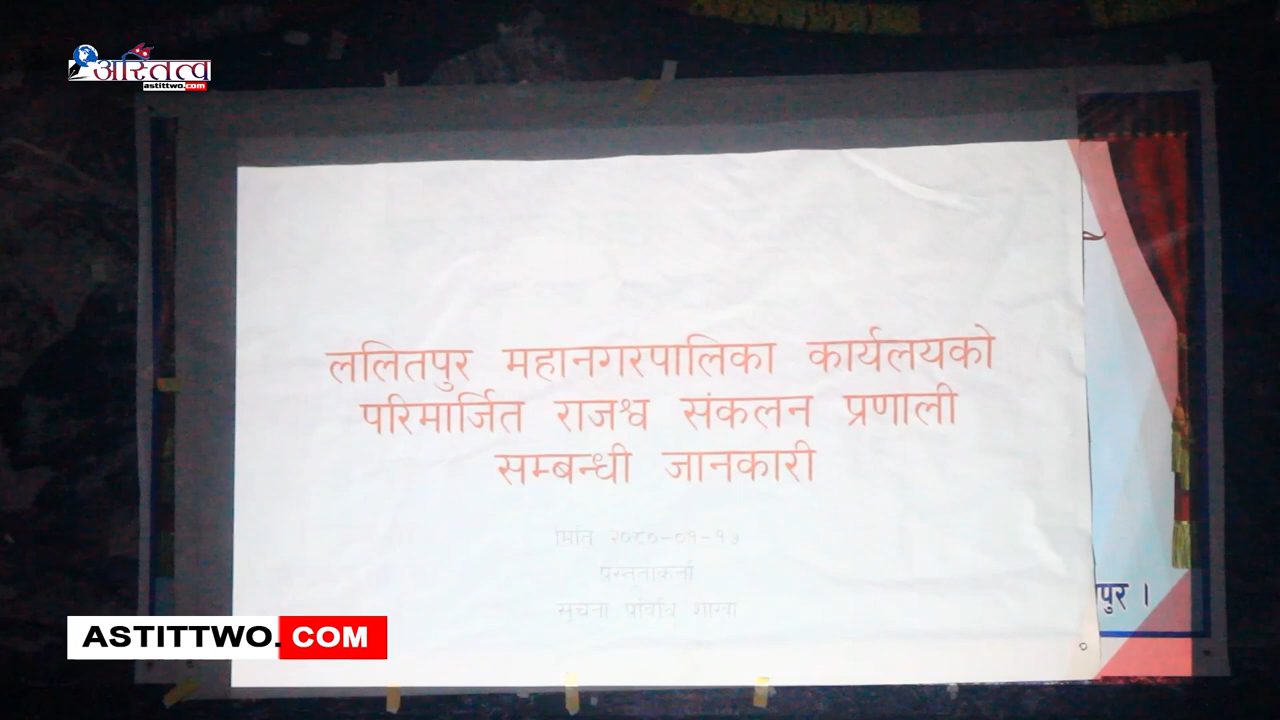 अस्तित्व
astittwo.com
ललितपुर महानगरपालिका कार्यलयको
परिमार्जित राजश्व संकलन प्रणाली
सम्बन्धी जानकारी
मिति २०८०-०१-१७
प्रस्तुतकर्ता
सूचना प्रविधि शाखा
पुर ।
ASTITTWO.COM